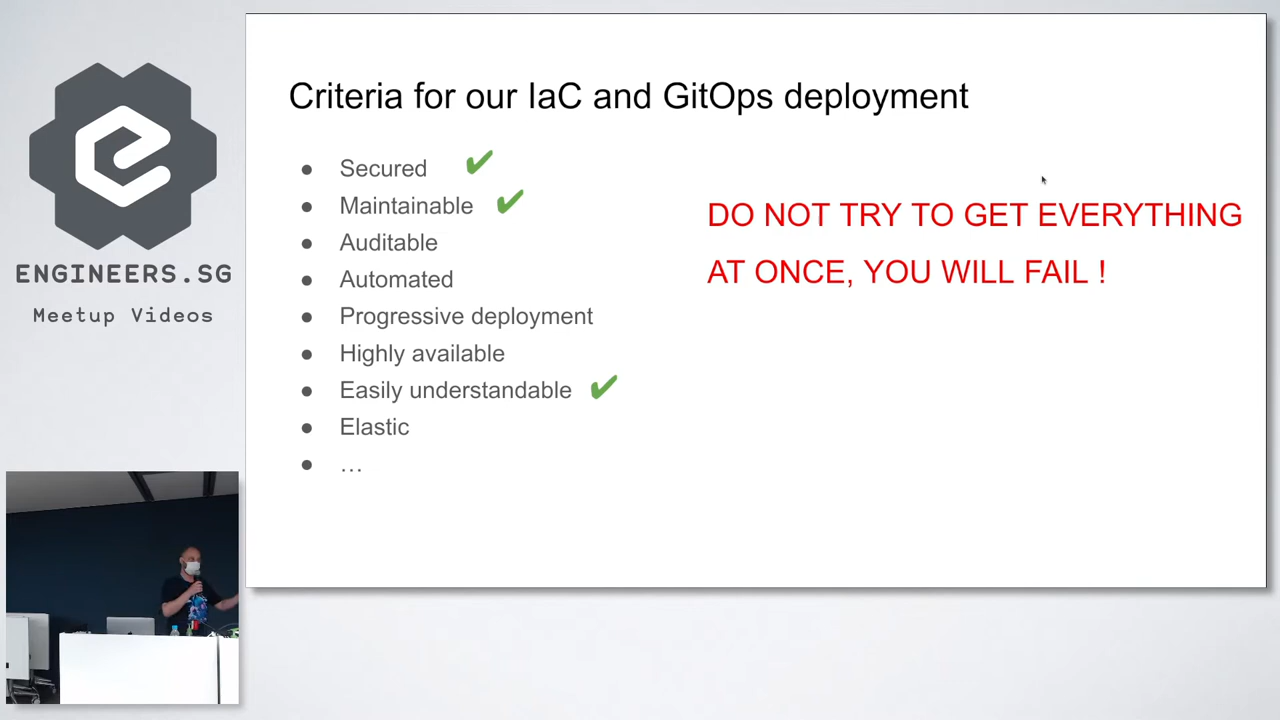 ENGINEERS.SG
Meetup Videos
Criteria for our IaC and GitOps deployment
● Secured ✔
● Maintainable ✔
● Auditable
● Automated
● Progressive deployment
● Highly available
● Easily understandable ✔
● Elastic
● …
DO NOT TRY TO GET EVERYTHING
AT ONCE, YOU WILL FAIL !